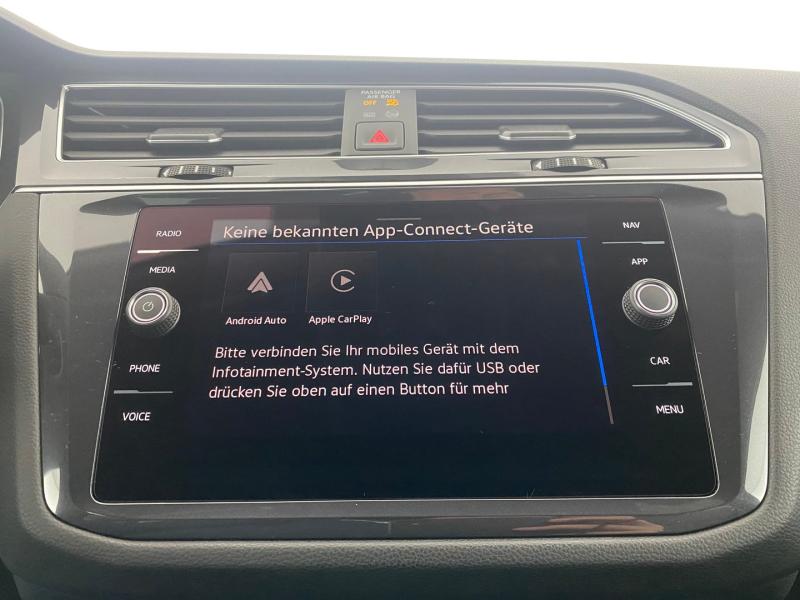 PASSENGER
AIR BAG
OFF
RADIO
MEDIA
PHONE
VOICE
Keine bekannten App-Connect-Geräte
Android Auto
Apple CarPlay
Bitte verbinden Sie Ihr mobiles Gerät mit dem
Infotainment-System. Nutzen Sie dafür USB oder
drücken Sie oben auf einen Button für mehr
NAV
APP
CAR
MENU